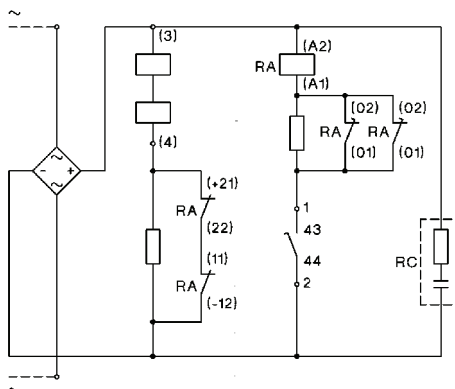 ~
(3)
(A2)
RA
(A1)
(02) (02)
RA RA
(01) (01)
(4)
- ~ +
~
(+21)
RA
(22)
(11)
RA
(-12)
1
43
44
2
RC